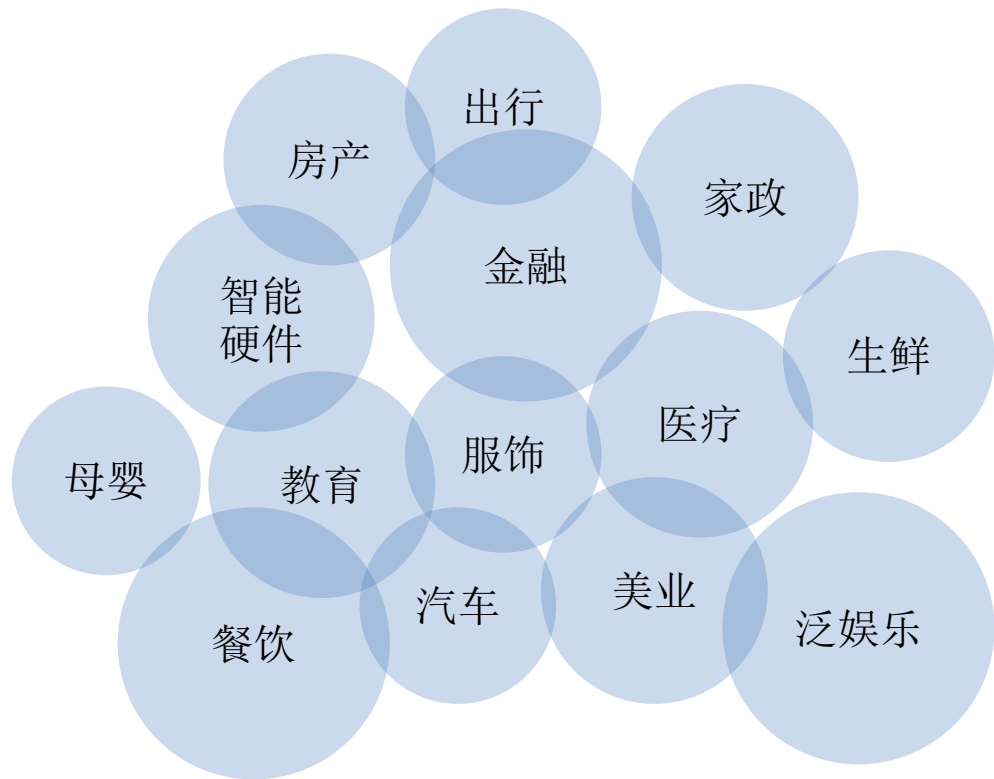 出行
房产
家政
金融
智能
硬件
生鲜
医疗
服饰
母婴
教育
美业
汽车
泛娱乐
餐饮